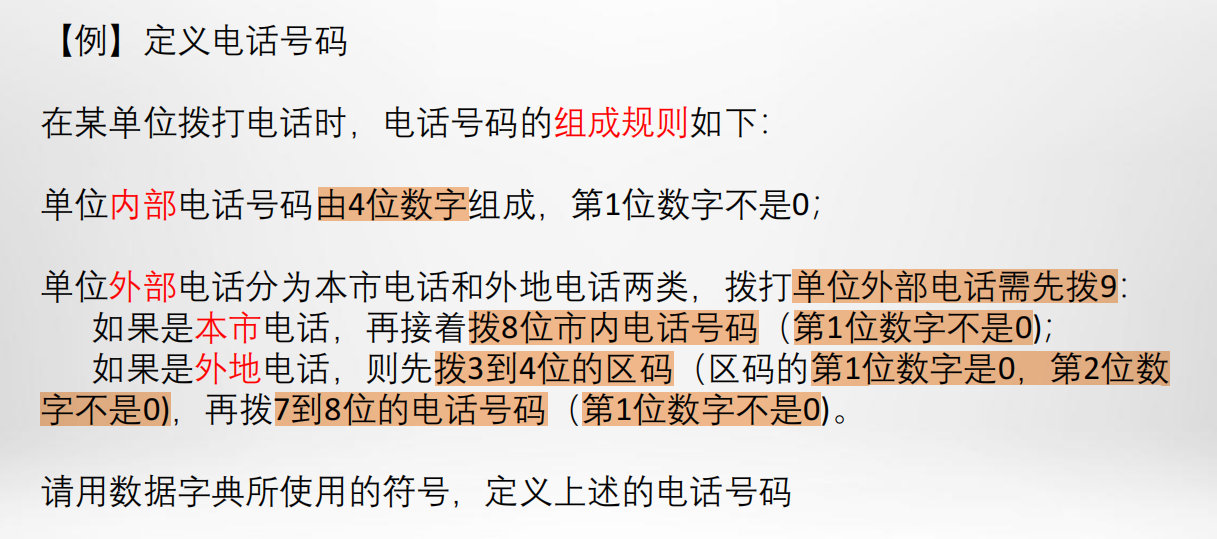 【例】定义电话号码
在某单位拨打电话时，电话号码的组成规则如下：
单位内部电话号码由4位数字组成，第1位数字不是0；
单位外部电话分为本市电话和外地电话两类，拨打单位外部电话需先拨9：
如果是本市电话，再接着拨8位市内电话号码（第1位数字不是0)；
如果是外地电话，则先拨3到4位的区码（区码的第1位数字是0，第2位数
字不是0)，再拨7到8位的电话号码（第1位数字不是0)。
请用数据字典所使用的符号，定义上述的电话号码